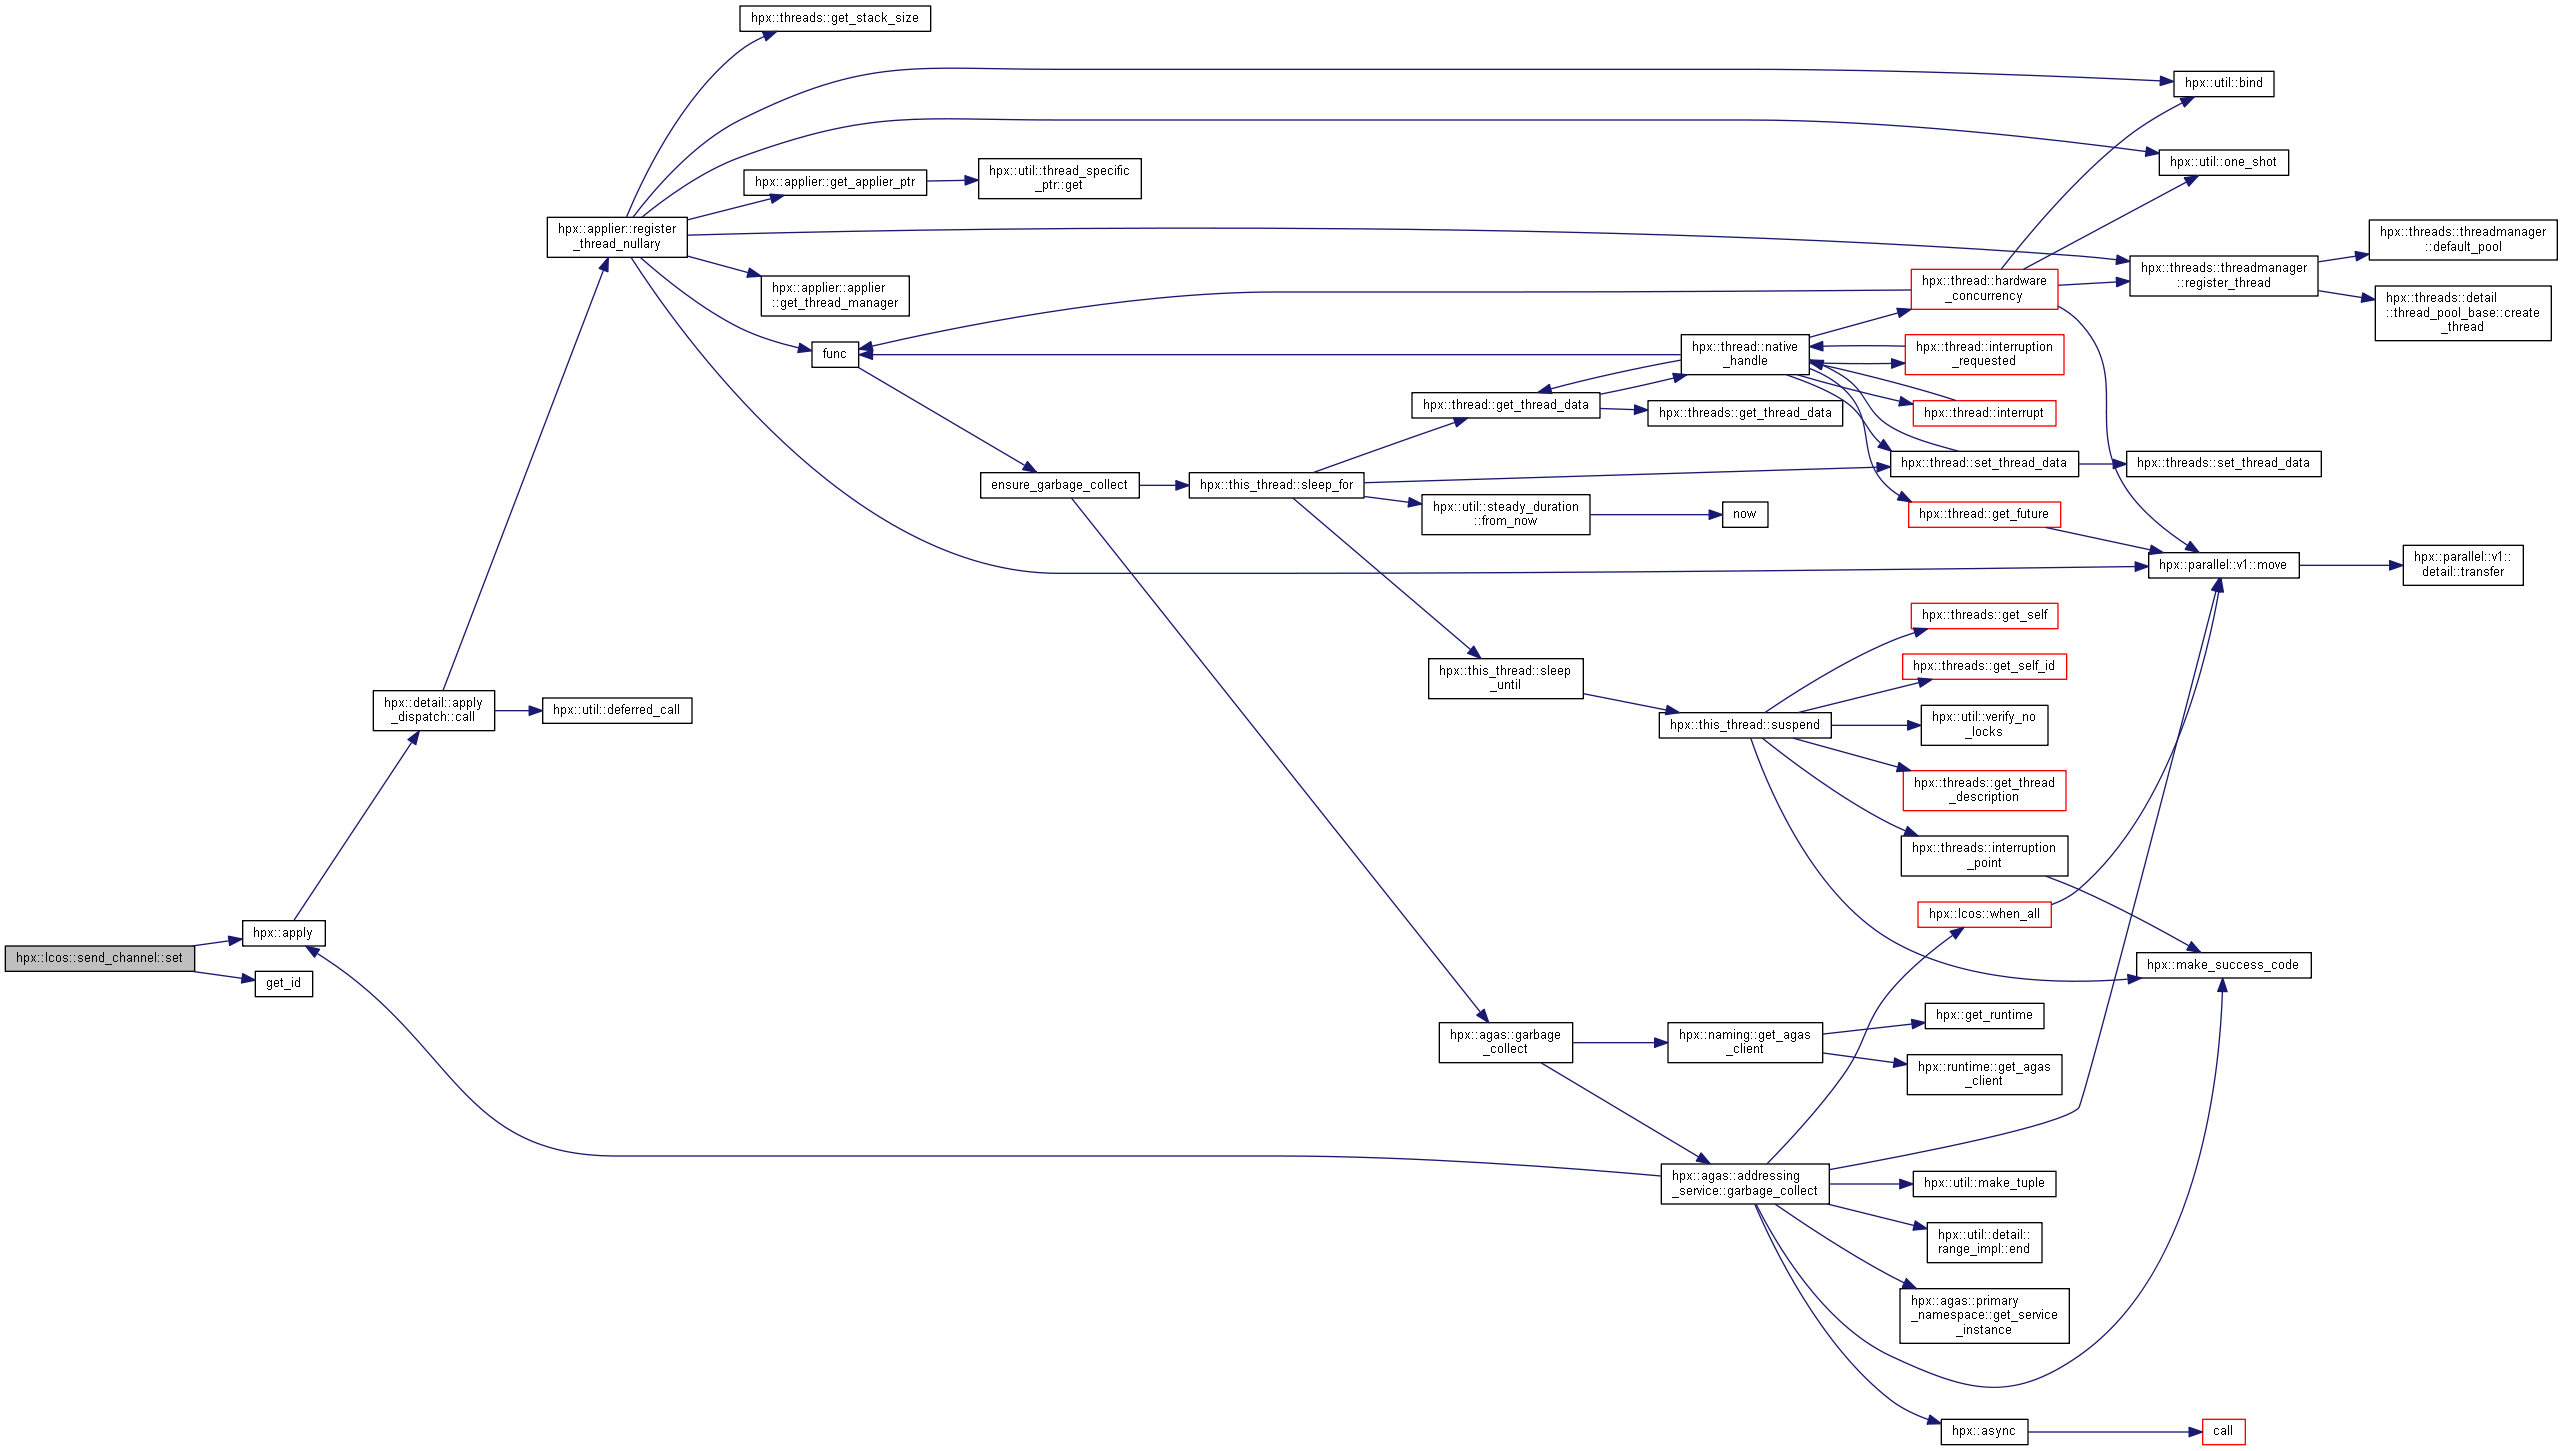 hpx::lcos::send_channel::set
hpx::apply
get_id
hpx::detail::apply
_dispatch::call
hpx::applier::register
_thread_nullary
hpx::util::deferred_call
hpx::threads::get_stack_size
hpx::applier::get_applier_ptr
hpx::applier::applier
::get_thread_manager
func
hpx::util::thread_specific
_ptr::get
ensure_garbage_collect
hpx::this_thread::sleep_for
hpx::thread::get_thread_data
hpx::util::steady_duration
::from_now
hpx::this_thread::sleep
_until
hpx::agas::garbage
_collect
hpx::thread::native
_handle
hpx::threads::get_thread_data
now
hpx::this_thread::suspend
hpx::naming::get_agas
_client
hpx::agas::addressing
_service::garbage_collect
hpx::thread::hardware
_concurrency
hpx::thread::interruption
_requested
hpx::thread::interrupt
hpx::thread::set_thread_data
hpx::thread::get_future
hpx::threads::get_self
hpx::threads::get_self_id
hpx::util::verify_no
_locks
hpx::threads::get_thread
_description
hpx::threads::interruption
_point
hpx::lcos::when_all
hpx::get_runtime
hpx::runtime::get_agas
_client
hpx::util::make_tuple
hpx::util::detail::
range_impl::end
hpx::agas::primary
_namespace::get_service
_instance
hpx::async
hpx::util::bind
hpx::util::one_shot
hpx::threads::threadmanager
::register_thread
hpx::threads::set_thread_data
hpx::parallel::v1::move
hpx::make_success_code
call
hpx::threads::threadmanager
::default_pool
hpx::threads::detail
::thread_pool_base::create
_thread
hpx::parallel::v1::
detail::transfer